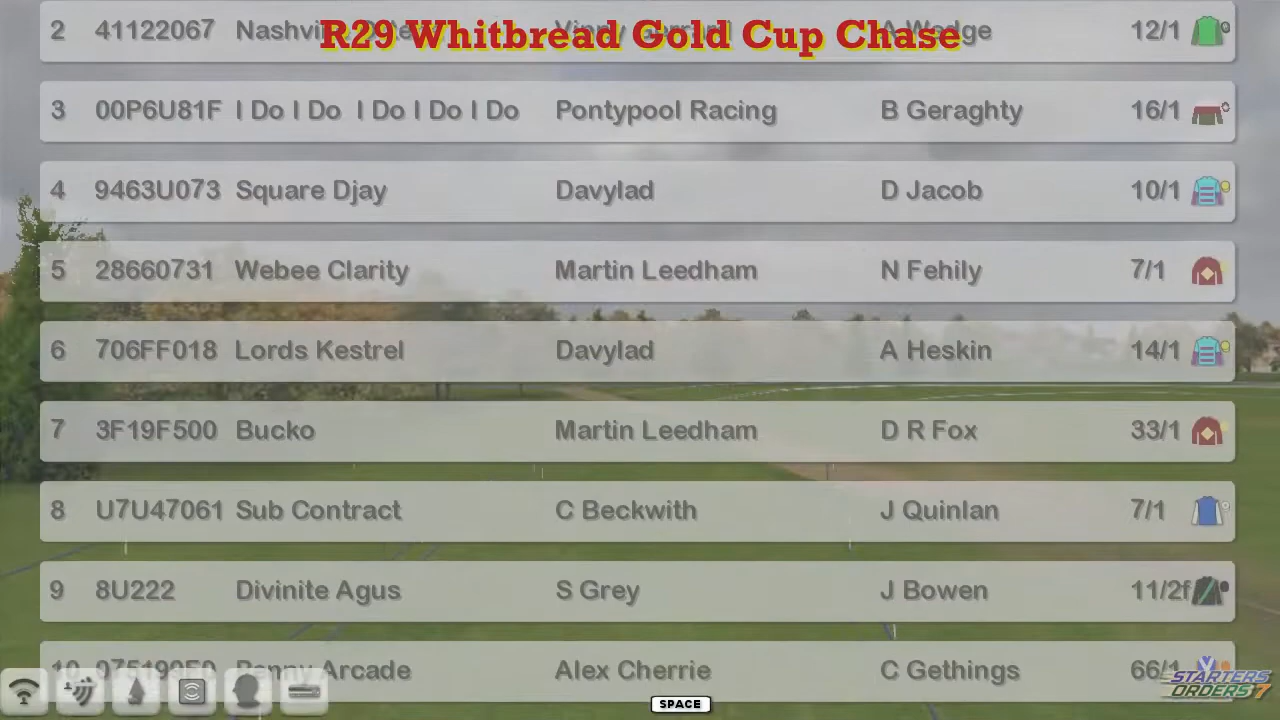 R29 Whitbread Gold Cup Chase
2 41122067 12/1
3 00P6U81F I Do I Do I Do I Do I Do Pontypool Racing B Geraghty 16/1
4 9463U073 Square Djay Davylad D Jacob 10/1
5 28660731 Webee Clarity Martin Leedham N Fehily 7/1
6 706FF018 Lords Kestrel Davylad A Heskin 14/1
7 3F19F500 Bucko Martin Leedham D R Fox 33/1
8 U7U47061 Sub Contract C Beckwith J Quinlan 7/1
9 8U222 Divinite Agus S Grey J Bowen 11/2f
10 Penny Arcade Alex Cherrie C Gethings 66/1
SPACE
STARTERS
ORDERS 7